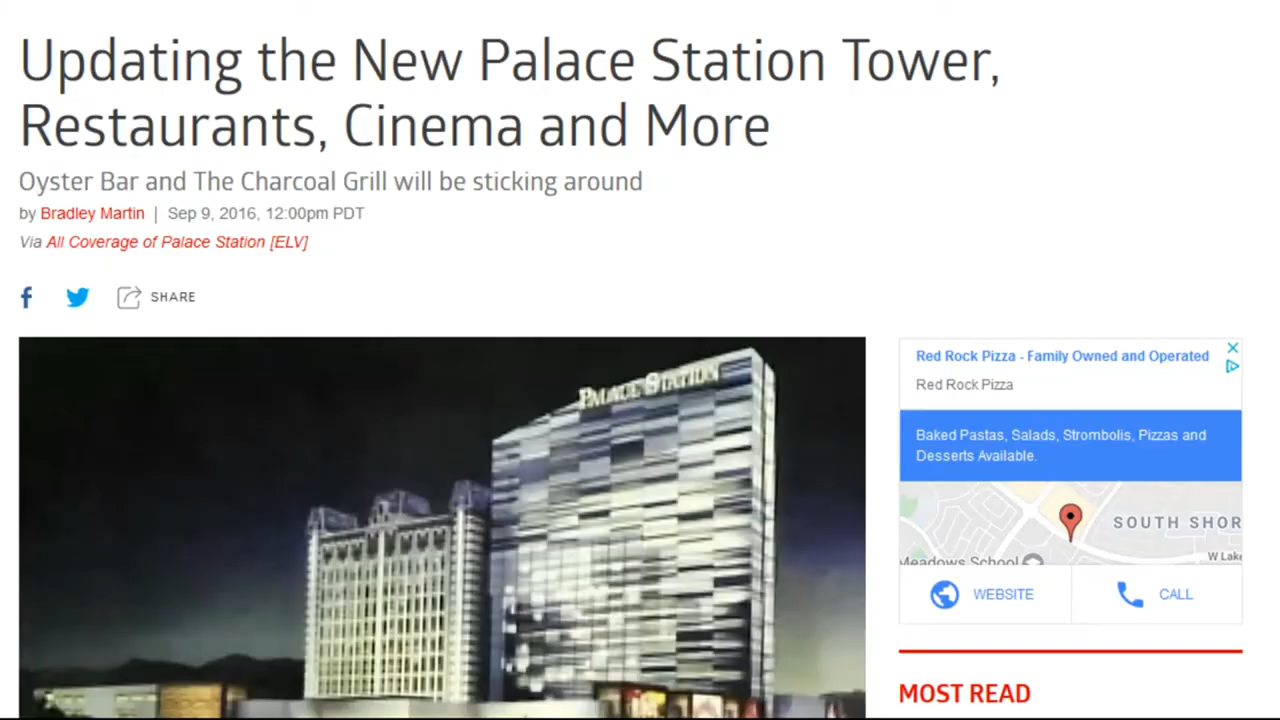 Updating the New Palace Station Tower,
Restaurants, Cinema and More
Oyster Bar and The Charcoal Grill will be sticking around
by Bradley Martin | Sep 9, 2016, 12:00pm PDT
Via All Coverage of Palace Station [ELV]
SHARE
PALACE STATION
Red Rock Pizza - Family Owned and Operated
Red Rock Pizza
Baked Pastas, Salads, Strombolis, Pizzas and
Desserts Available.
SOUTH SHOR
W Lake
Meadows School
WEBSITE
CALL
MOST READ